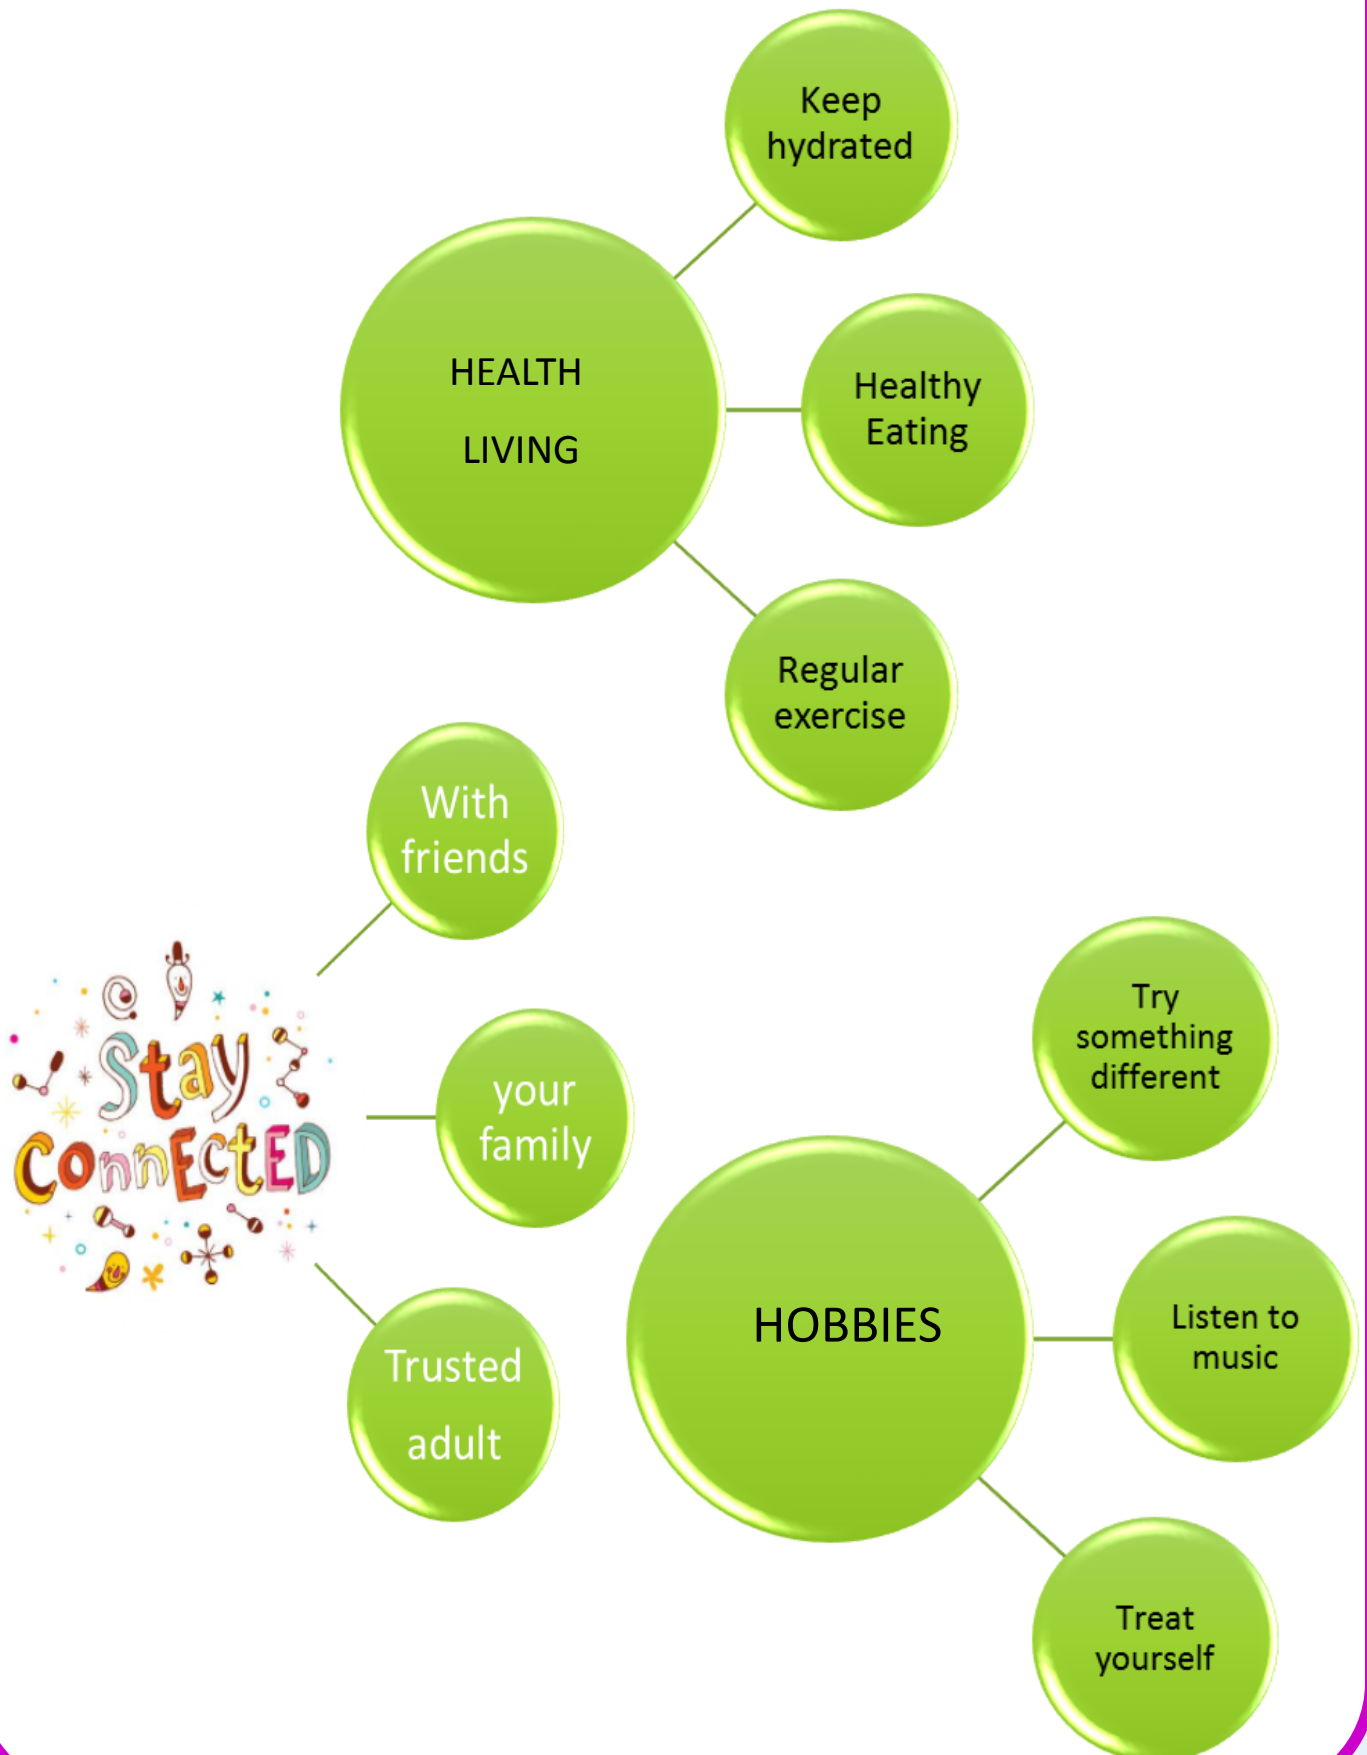 Keep
hydrated
HEALTH
LIVING
Healthy
Eating
Regular
exercise
With
friends
Stay
ConnEctED
your
family
Trusted
adult
Try
something
different
HOBBIES
Listen to
music
Treat
yourself